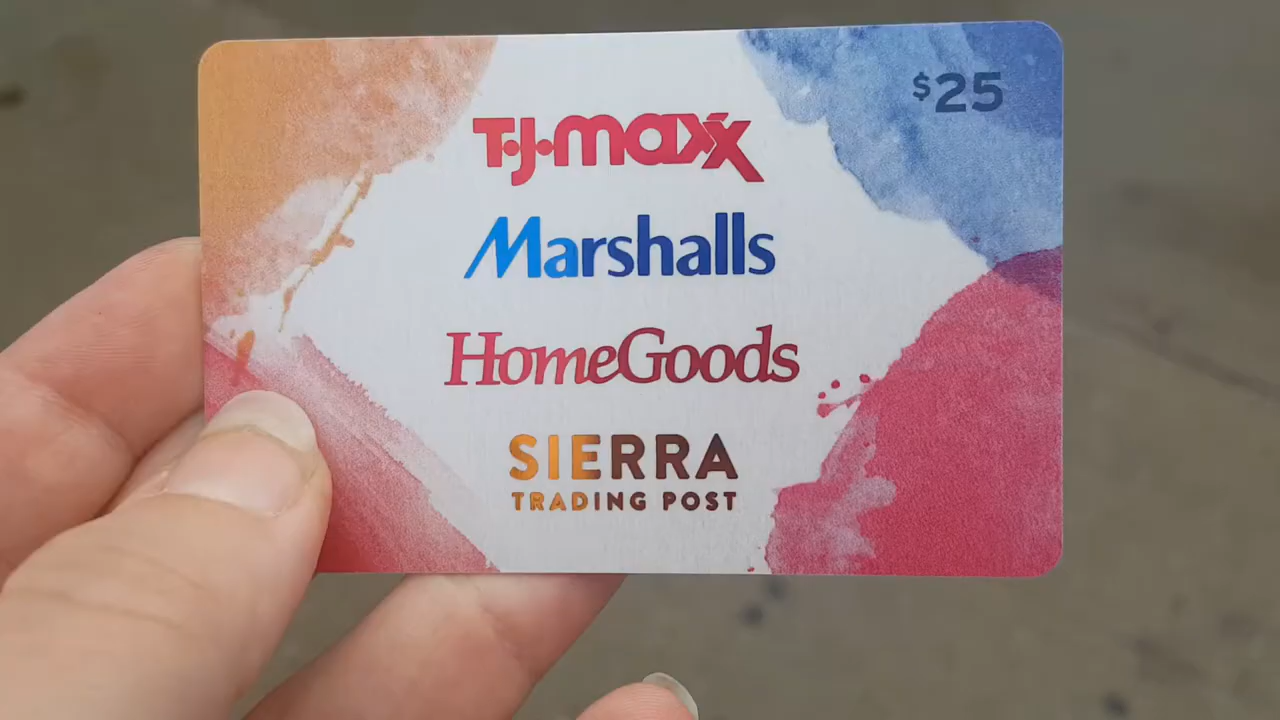 $25
T·J·maxx
Marshalls
HomeGoods
SIERRA
TRADING POST